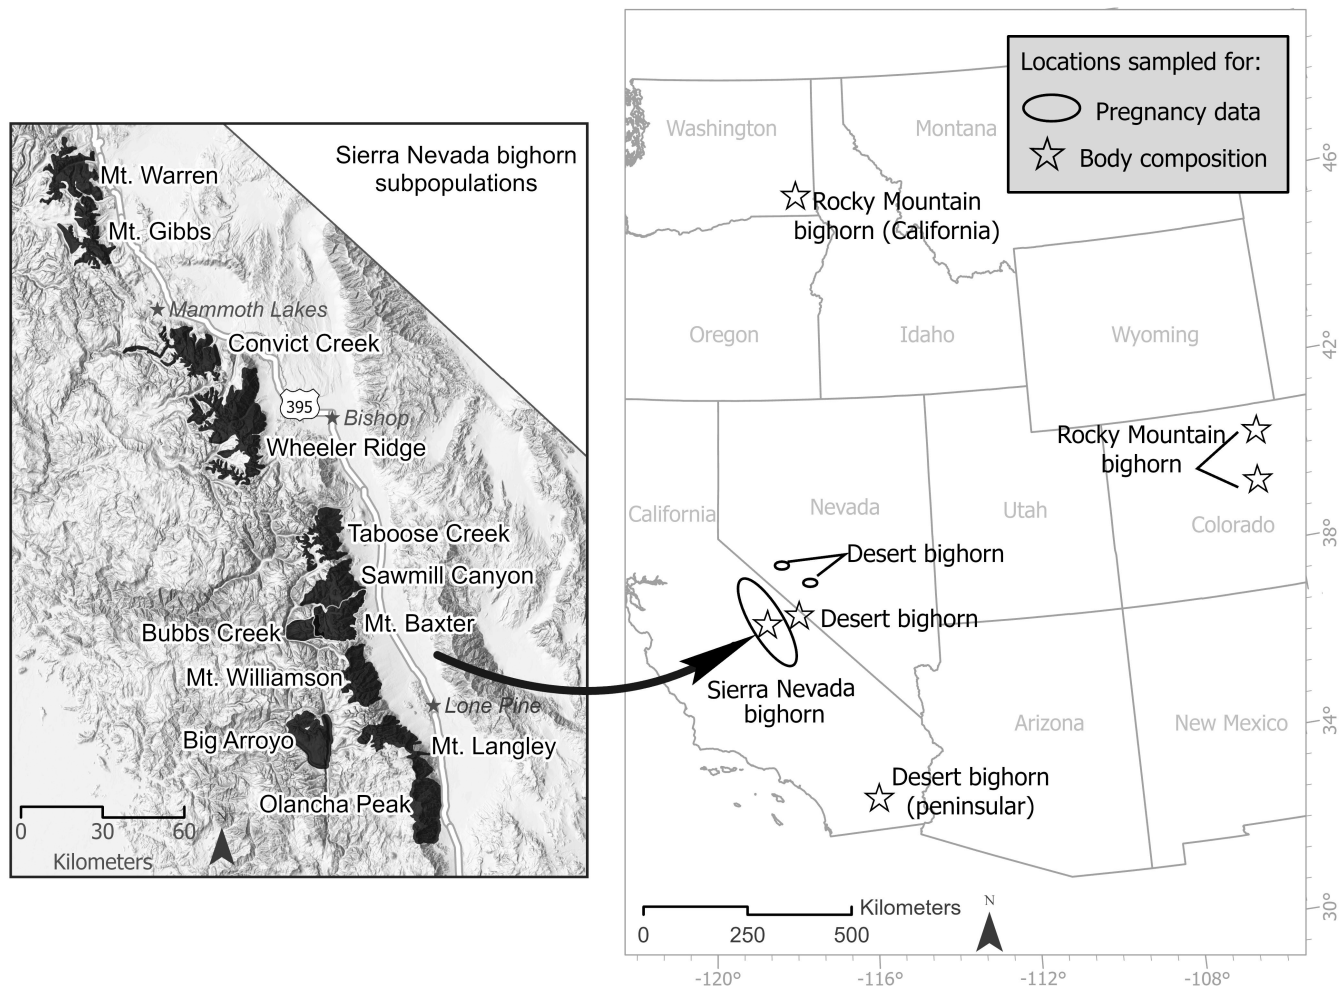 Sierra Nevada bighorn
subpopulations
Mt. Warren
Mt. Gibbs
Mammoth Lakes
Convict Creek
395
Bishop
Wheeler Ridge
Taboose Creek
Sawmill Canyon
Bubbs Creek
Mt. Baxter
Mt. Williamson
Lone Pine
Big Arroyo
Mt. Langley
Olancha Peak
0 30 60
Kilometers
N
Locations sampled for:
Pregnancy data
Body composition
Washington
Montana
Rocky Mountain
bighorn (California)
Oregon
Idaho
Wyoming
Rocky Mountain
bighorn
California
Nevada
Utah
Colorado
Desert bighorn
Desert bighorn
Sierra Nevada
bighorn
Arizona
New Mexico
Desert bighorn
(peninsular)
Kilometers
0 250 500
N
46°
42°
38°
34°
30°
-120° -116° -112° -108°